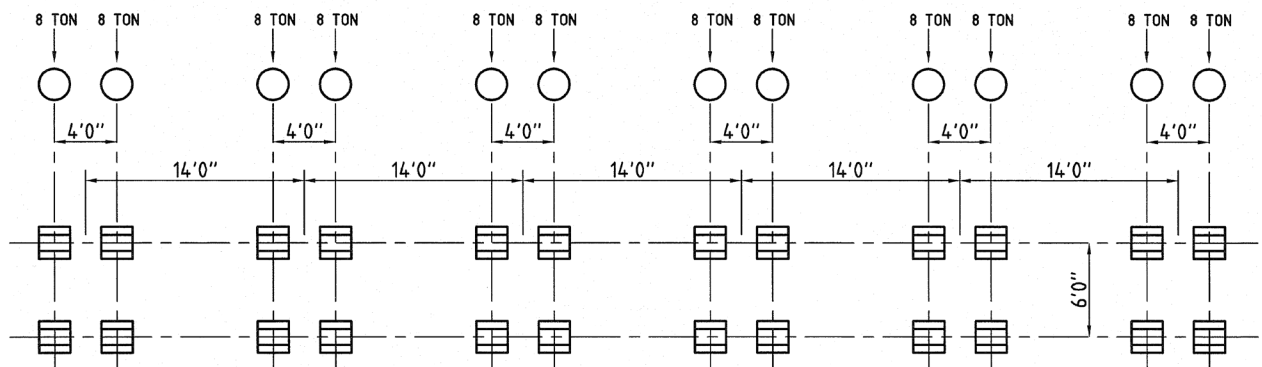 8 TON 8 TON 8 TON 8 TON 8 TON 8 TON 8 TON 8 TON 8 TON 8 TON 8 TON 8 TON
4'0" 4'0" 4'0" 4'0" 4'0" 4'0"
14'0" 14'0" 14'0" 14'0" 14'0"
6'0"